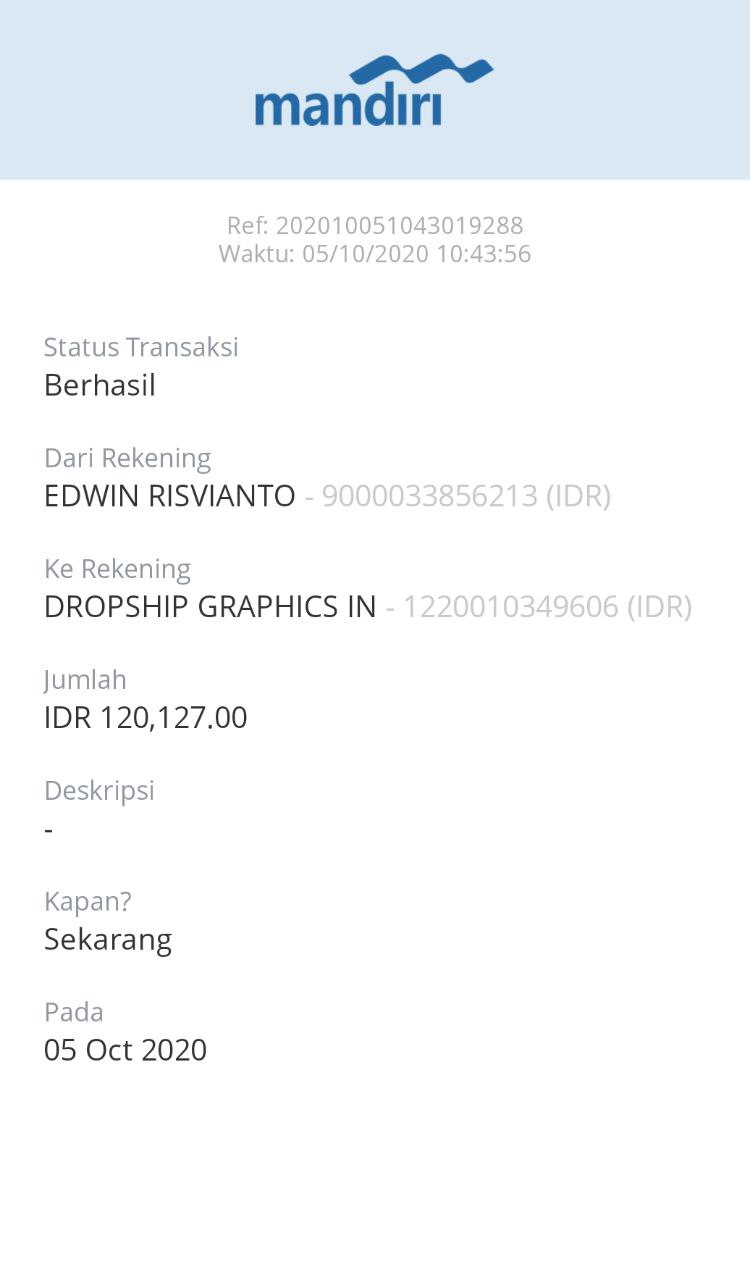 mandırı
Ref: 202010051043019288
Waktu: 05/10/2020 10:43:56
Status Transaksi
Berhasil
Dari Rekening
EDWIN RISVIANTO - 9000033856213 (IDR)
Ke Rekening
DROPSHIP GRAPHICS IN - 1220010349606 (IDR)
Jumlah
IDR 120,127.00
Deskripsi
-
Kapan?
Sekarang
Pada
05 Oct 2020